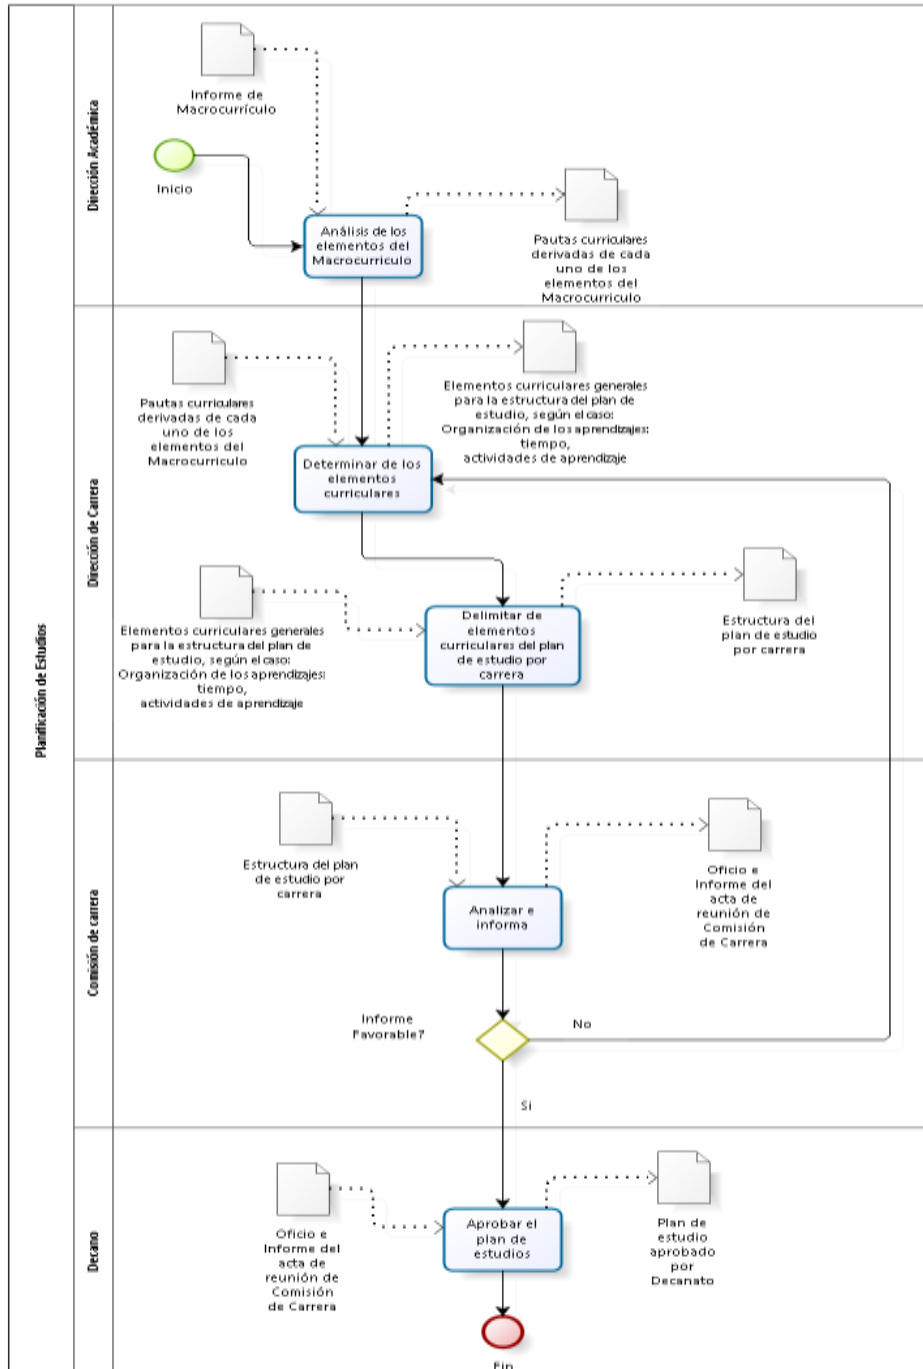 Planificación de Estudios
Dirección Académica
Informe de
Macrocurrículo
Inicio
Análisis de los
elementos del
Macrocurriculo
Pautas curriculares
derivadas de cada
uno de los
elementos del
Macrocurriculo
Dirección de Carrera
Pautas curriculares
derivadas de cada
uno de los
elementos del
Macrocurriculo
Elementos curriculares generales
para la estructura del plan de
estudio, según el caso:
Organización de los aprendizajes:
tiempo,
actividades de aprendizaje
Determinar de los
elementos
curriculares
Elementos curriculares generales
para la estructura del plan de
estudio, según el caso:
Organización de los aprendizajes:
tiempo,
actividades de aprendizaje
Delimitar de
elementos
curriculares del plan
de estudio por
carrera
Estructura del
plan de estudio
por carrera
Comisión de carrera
Estructura del plan
de estudio por
carrera
Analizar e
informa
Oficio e
Informe del
acta de
reunión de
Comisión
de Carrera
Informe
Favorable?
No
Si
Decano
Oficio e
Informe del
acta de
reunión de
Comisión
de Carrera
Aprobar el
plan de
estudios
Plan de
estudio
aprobado
por
Decanato
Fin